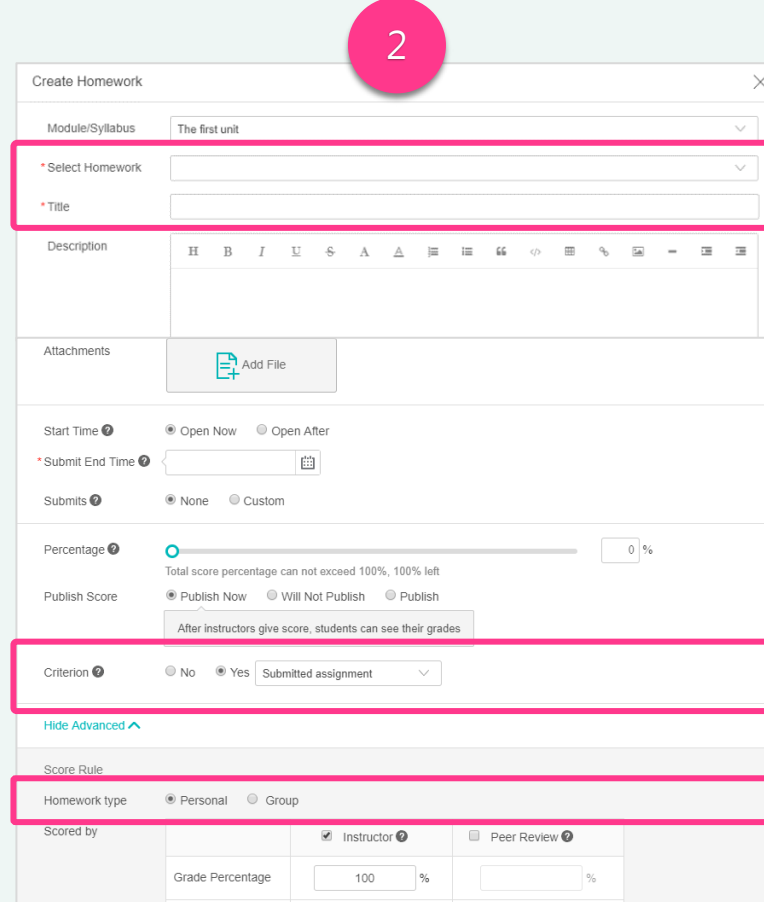 2
Create Homework
Module/Syllabus The first unit
* Select Homework
* Title
Description H B I U S A A
Attachments Add File
Start Time ? Open Now Open After
* Submit End Time ?
Submits ? None Custom
Percentage ? 0 %
Total score percentage can not exceed 100%, 100% left
Publish Score Publish Now Will Not Publish Publish
After instructors give score, students can see their grades
Criterion ? No Yes Submitted assignment
Hide Advanced
Score Rule
Homework type Personal Group
Scored by Instructor ? Peer Review ?
Grade Percentage 100 % %